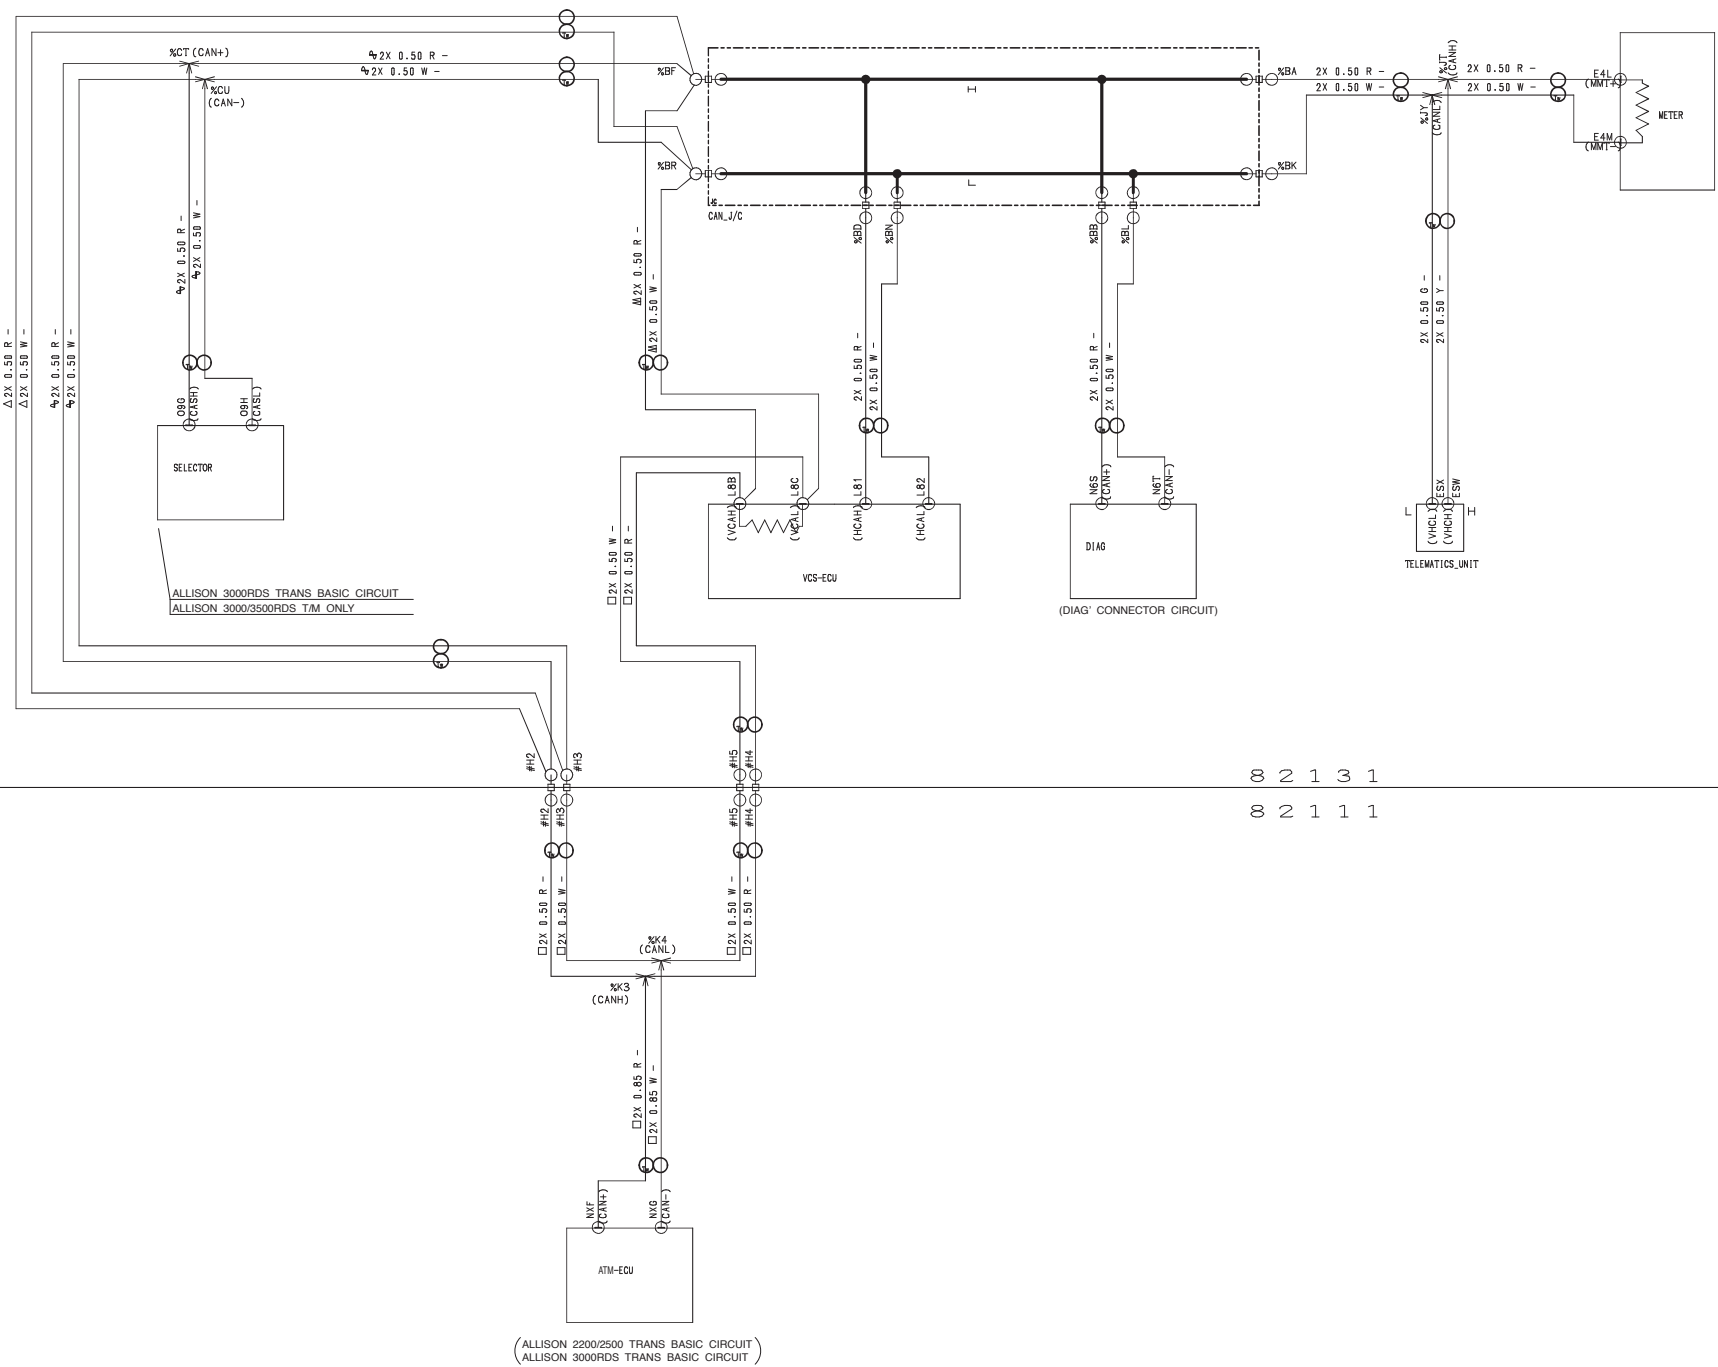 %CT (CAN+)
2X 0.50 R -
2X 0.50 W -
%CU
(CAN-)
%BF
%BR
H
L
J6
CAN_J/C
%BA
%BK
2X 0.50 R -
2X 0.50 W -
%JT
(CANH)
%JY
(CANL)
2X 0.50 R -
2X 0.50 W -
E4L
(MMT+)
E4M
(MMT-)
METER
2X 0.50 R -
2X 0.50 W -
△2X 0.50 R -
△2X 0.50 W -
2X 0.50 R -
2X 0.50 W -
2X 0.50 R -
2X 0.50 W -
%BD
%BN
%BB
%BL
2X 0.50 R -
2X 0.50 W -
2X 0.50 R -
2X 0.50 W -
2X 0.50 G -
2X 0.50 Y -
O9G
(CASH)
O9H
(CASL)
SELECTOR
ALLISON 3000RDS TRANS BASIC CIRCUIT
ALLISON 3000/3500RDS T/M ONLY
□2X 0.50 W -
□2X 0.50 R -
L8B
(VCAH)
L8C
(VCAL)
L81
(HCAH)
L82
(HCAL)
VCS-ECU
N6S
(CAN+)
N6T
(CAN-)
DIAG
(DIAG' CONNECTOR CIRCUIT)
L
(VHCL)
ESX
(VHCH)
ESW
H
TELEMATICS_UNIT
#H2
#H3
#H5
#H4
82131
82111
#H2
#H3
#H5
#H4
□2X 0.50 R -
□2X 0.50 W -
□2X 0.50 W -
□2X 0.50 R -
%K4
(CANL)
%K3
(CANH)
□2X 0.85 R -
□2X 0.85 W -
NXF
(CAN+)
NXG
(CAN-)
ATM-ECU
(ALLISON 2200/2500 TRANS BASIC CIRCUIT
ALLISON 3000RDS TRANS BASIC CIRCUIT)